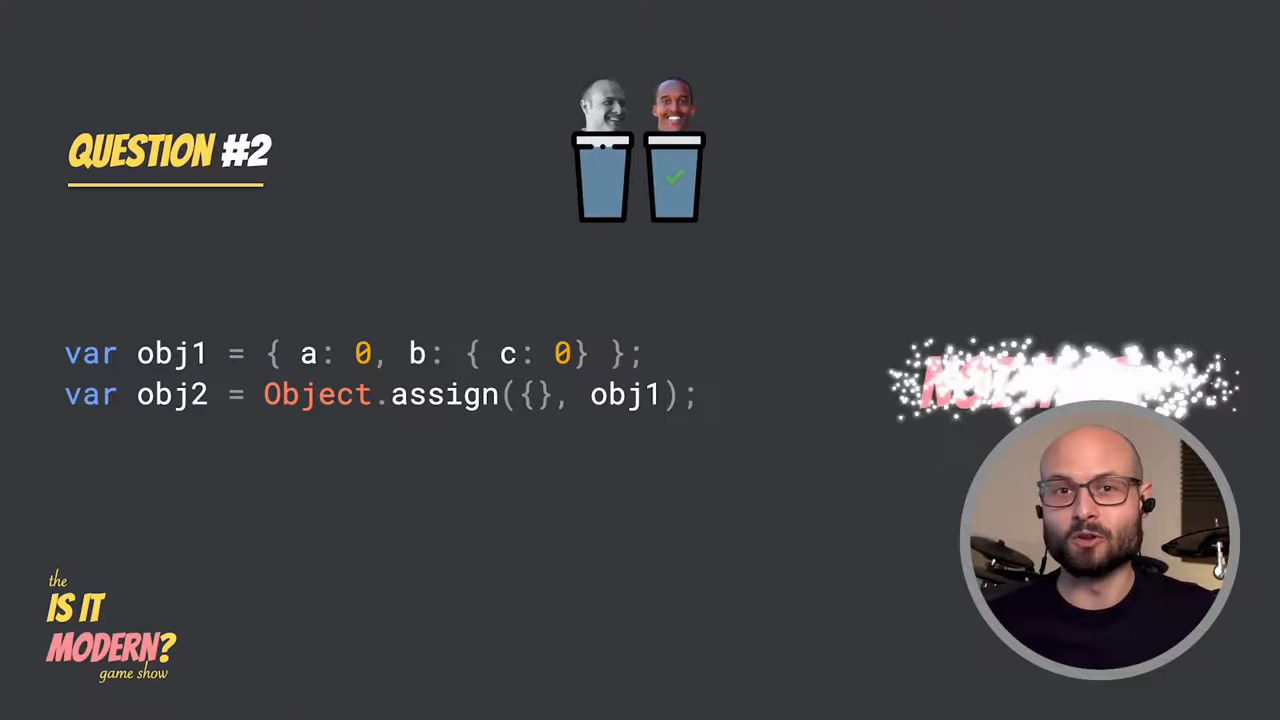 QUESTION #2
var obj1 = { a: 0, b: { c: 0} };
var obj2 = Object.assign({}, obj1);
the
IS IT
MODERN?
game show